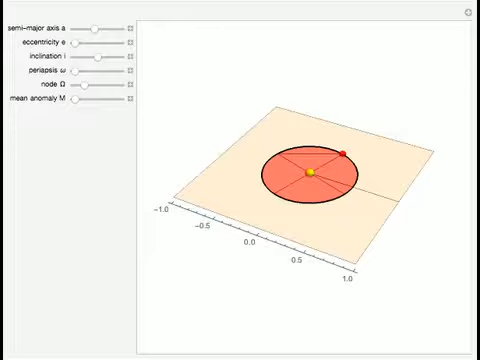 semi-major axis a
eccentricity e
inclination i
periapsis ω
node Ω
mean anomaly M
-1.0
-0.5
0.0
0.5
1.0